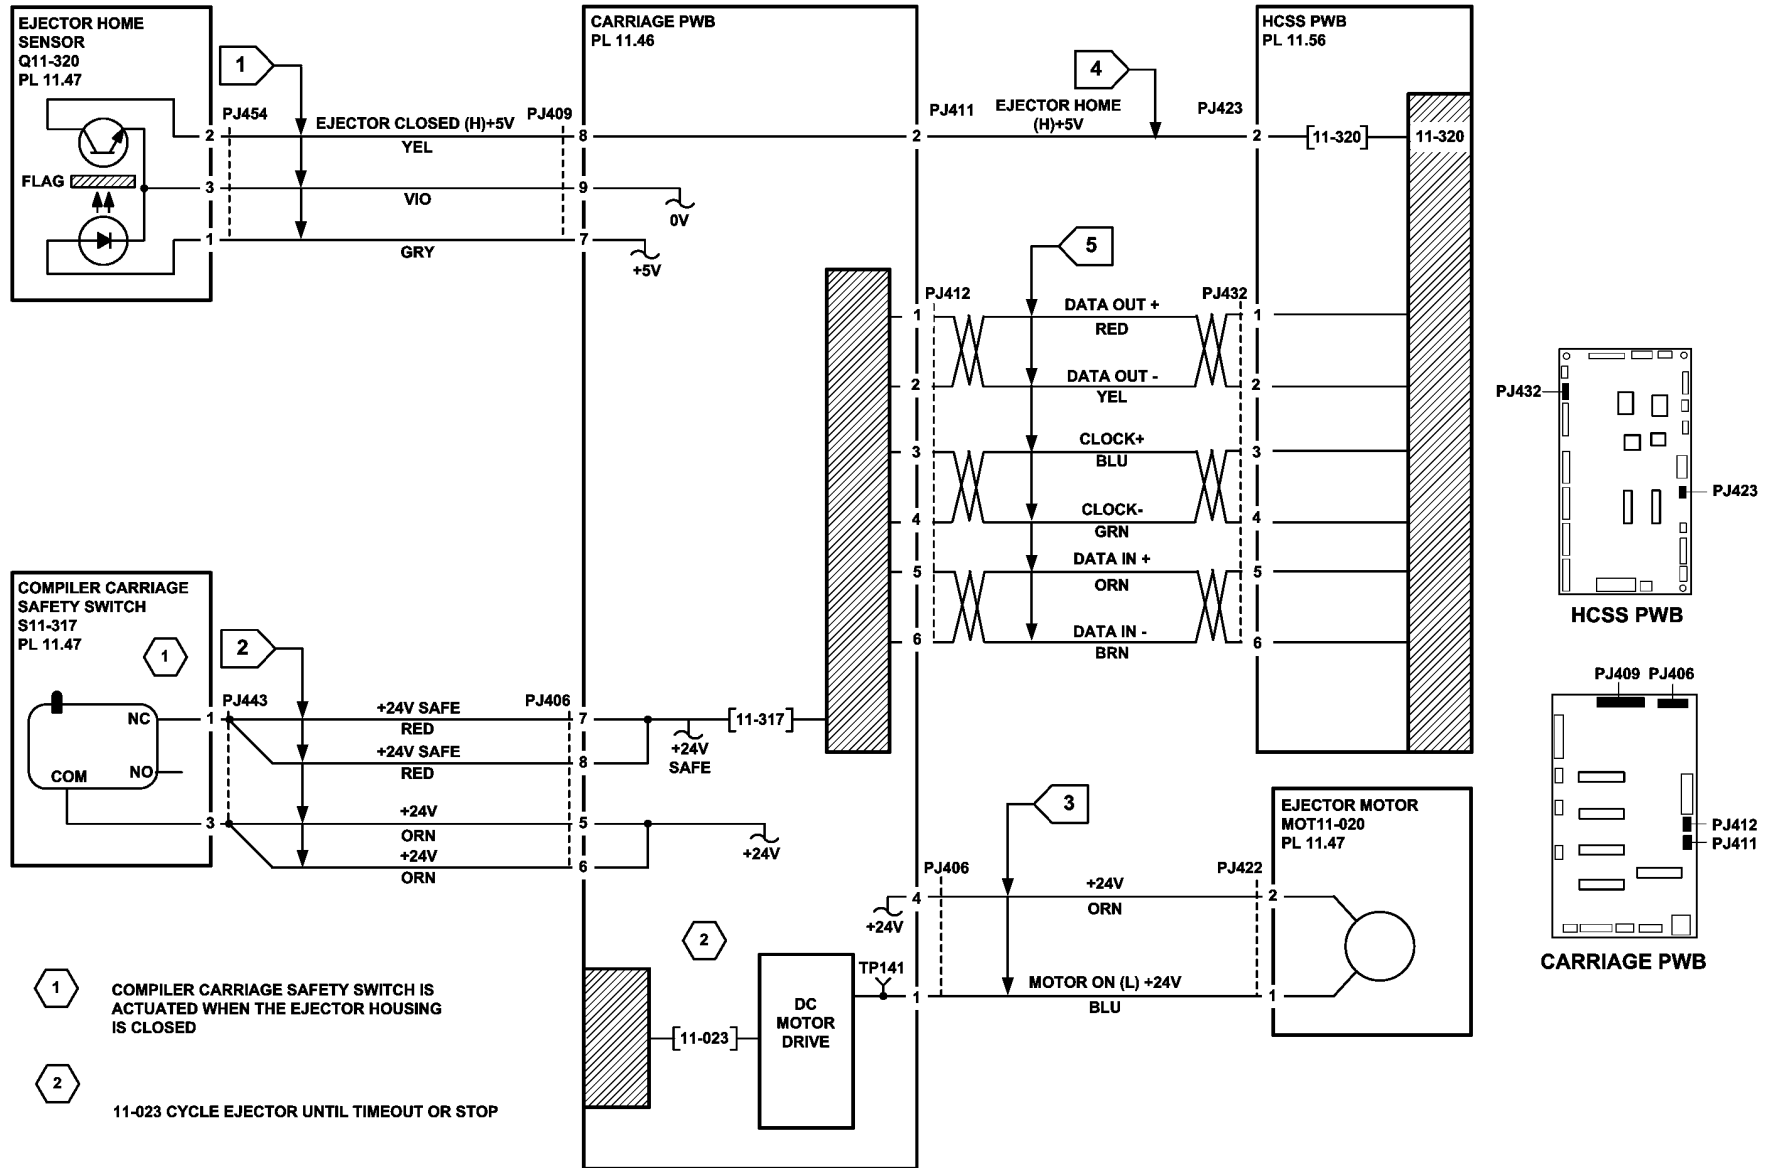 EJECTOR HOME
SENSOR
Q11-320
PL 11.47
1
PJ454
EJECTOR CLOSED (H)+5V
YEL
PJ409
2
8
FLAG
3
VIO
9
0V
1
GRY
7
+5V
CARRIAGE PWB
PL 11.46
HCSS PWB
PL 11.56
4
PJ411
EJECTOR HOME
(H)+5V
PJ423
2
2
[11-320]
11-320
5
PJ412
PJ432
1
DATA OUT +
RED
1
2
DATA OUT -
YEL
2
3
CLOCK+
BLU
3
4
CLOCK-
GRN
4
5
DATA IN +
ORN
5
6
DATA IN -
BRN
6
PJ432
PJ423
HCSS PWB
COMPILER CARRIAGE
SAFETY SWITCH
S11-317
PL 11.47
1
2
NC
COM
NO
PJ443
PJ406
1
+24V SAFE
RED
7
+24V SAFE
RED
8
+24V
SAFE
[11-317]
3
+24V
ORN
5
+24V
ORN
6
+24V
PJ409 PJ406
PJ412
PJ411
CARRIAGE PWB
3
EJECTOR MOTOR
MOT11-020
PL 11.47
PJ406
PJ422
4
+24V
+24V
ORN
2
2
TP141
1
MOTOR ON (L) +24V
BLU
1
[11-023]
DC
MOTOR
DRIVE
1
COMPILER CARRIAGE SAFETY SWITCH IS
ACTUATED WHEN THE EJECTOR HOUSING
IS CLOSED
2
11-023 CYCLE EJECTOR UNTIL TIMEOUT OR STOP